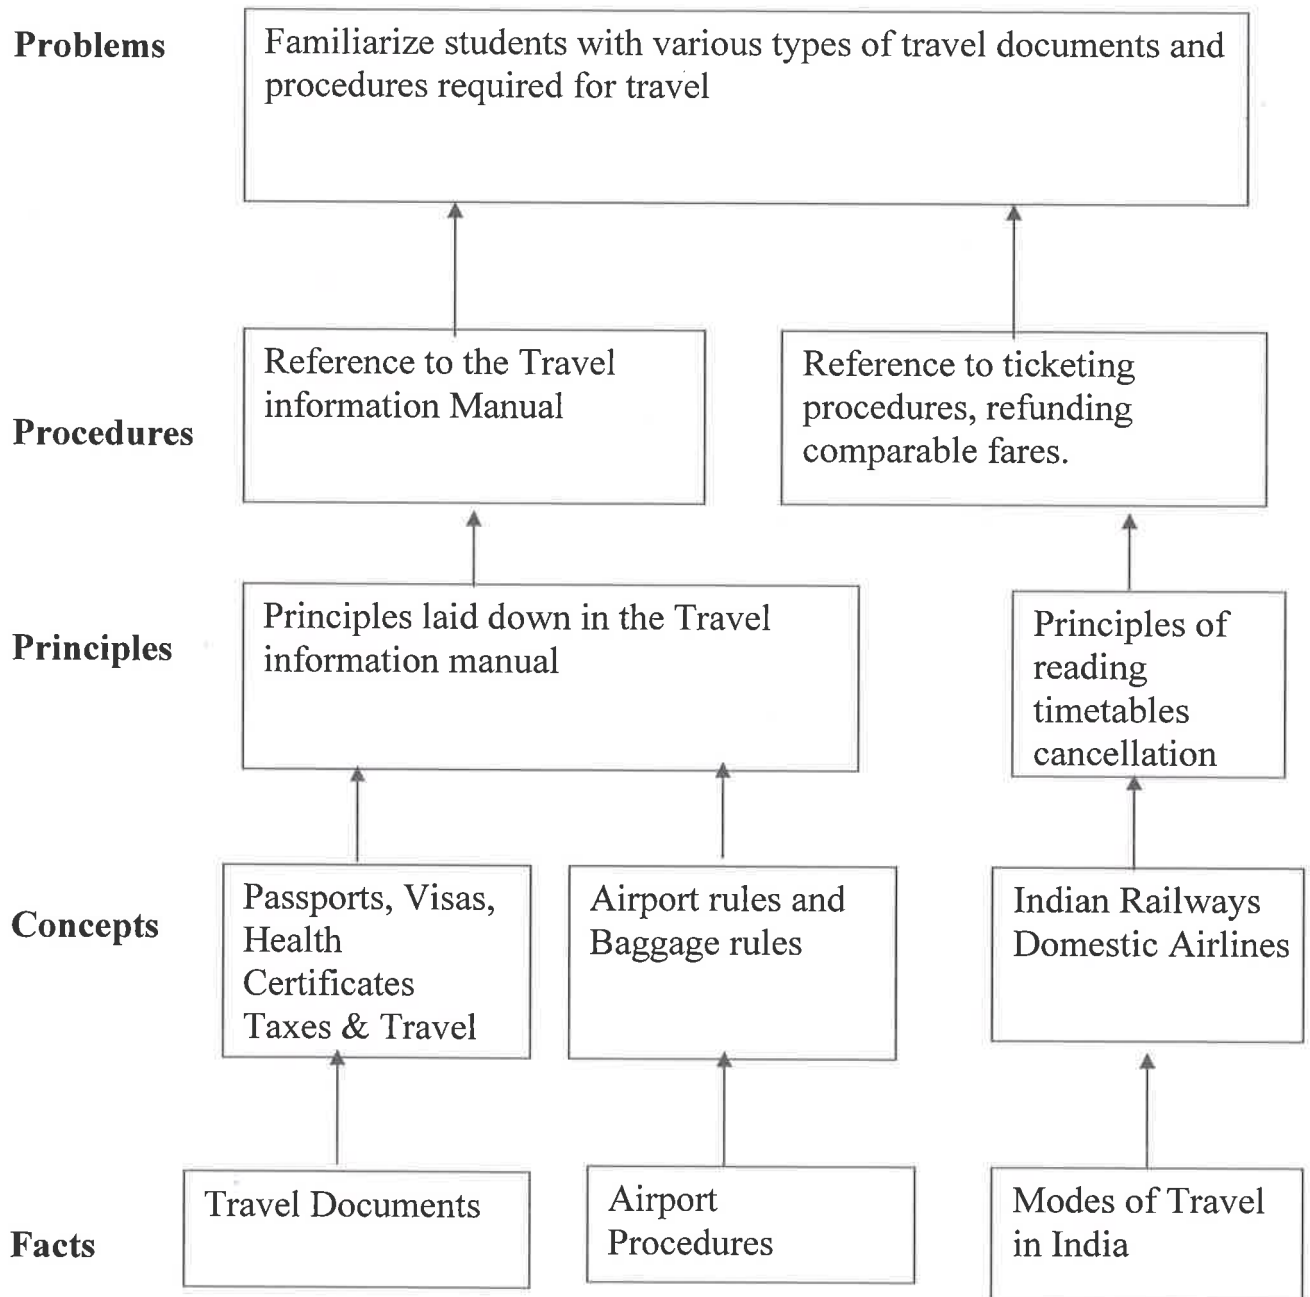 Problems
Familiarize students with various types of travel documents and
procedures required for travel
Procedures
Reference to the Travel
information Manual
Reference to ticketing
procedures, refunding
comparable fares.
Principles
Principles laid down in the Travel
information manual
Principles of
reading
timetables
cancellation
Concepts
Passports, Visas,
Health
Certificates
Taxes & Travel
Airport rules and
Baggage rules
Indian Railways
Domestic Airlines
Facts
Travel Documents
Airport
Procedures
Modes of Travel
in India